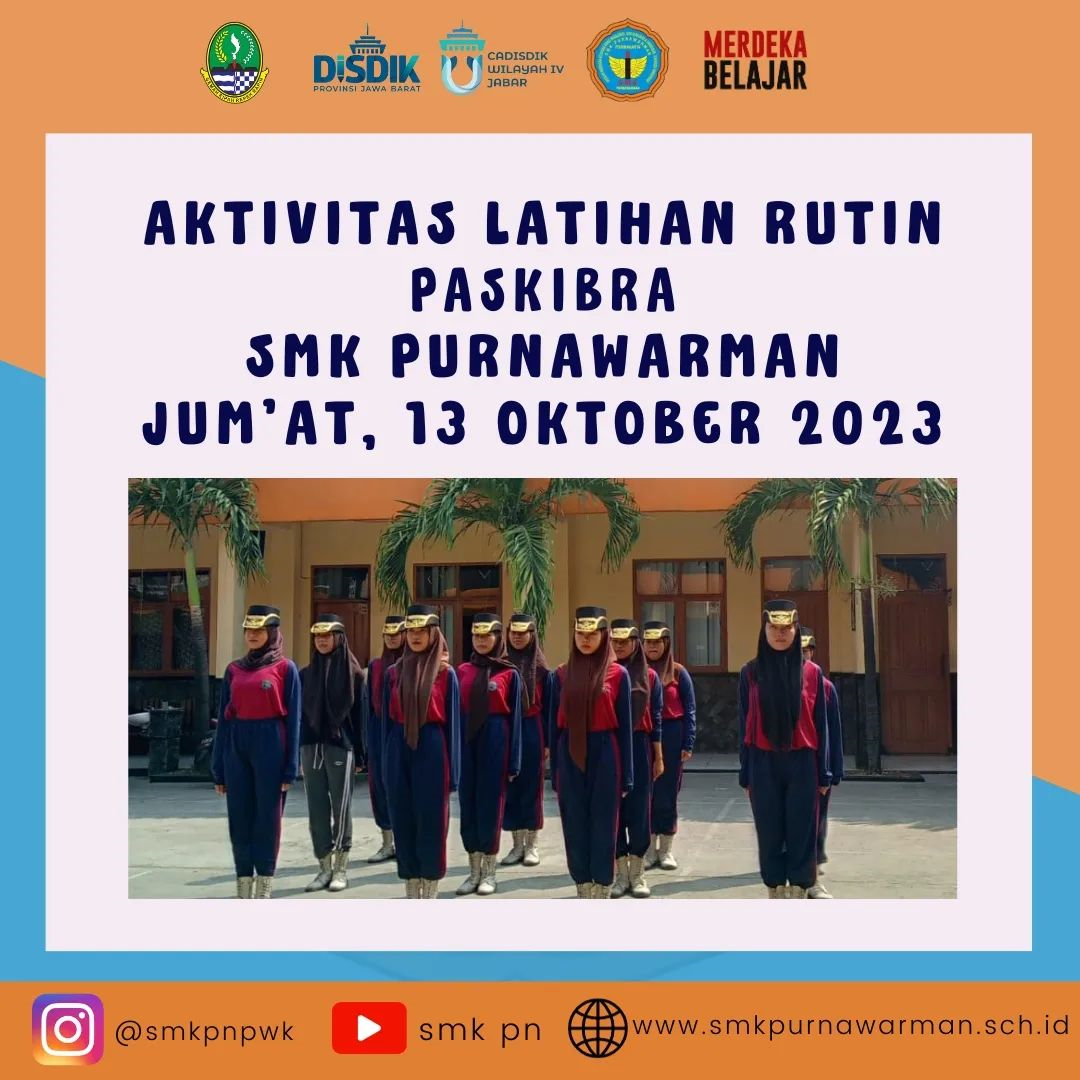 DISDIK
PROVINSI JAWA BARAT
CADISDIK
WILAYAH IV
JABAR
MERDEKA
BELAJAR
AKTIVITAS LATIHAN RUTIN
PASKIBRA
SMK PURNAWARMAN
JUM'AT, 13 OKTOBER 2023
@smkpnpwk
smk pn
www.smkpurnawarman.sch.id